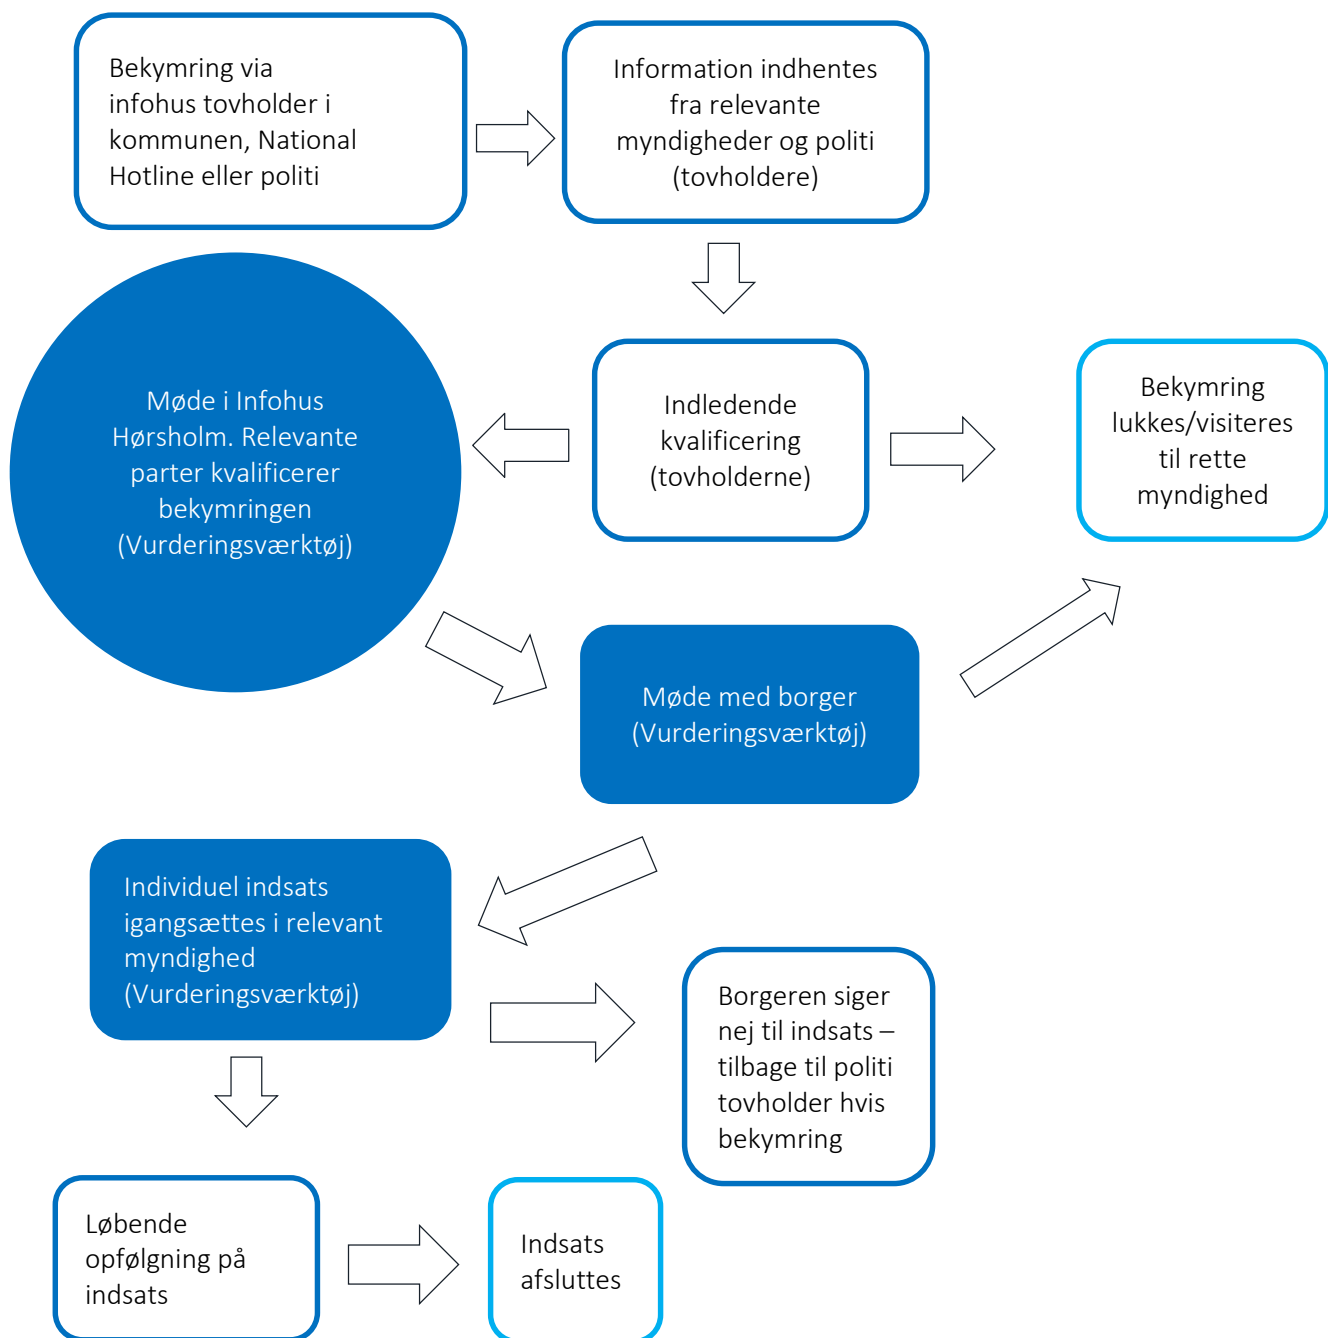 Bekymring via
infohus tovholder i
kommunen, National
Hotline eller politi
Information indhentes
fra relevante
myndigheder og politi
(tovholdere)
Møde i Infohus
Hørsholm. Relevante
parter kvalificerer
bekymringen
(Vurderingsværktøj)
Indledende
kvalificering
(tovholderne)
Bekymring
lukkes/visiteres
til rette
myndighed
Møde med borger
(Vurderingsværktøj)
Individuel indsats
igangsættes i relevant
myndighed
(Vurderingsværktøj)
Borgeren siger
nej til indsats –
tilbage til politi
tovholder hvis
bekymring
Løbende
opfølgning på
indsats
Indsats
afsluttes